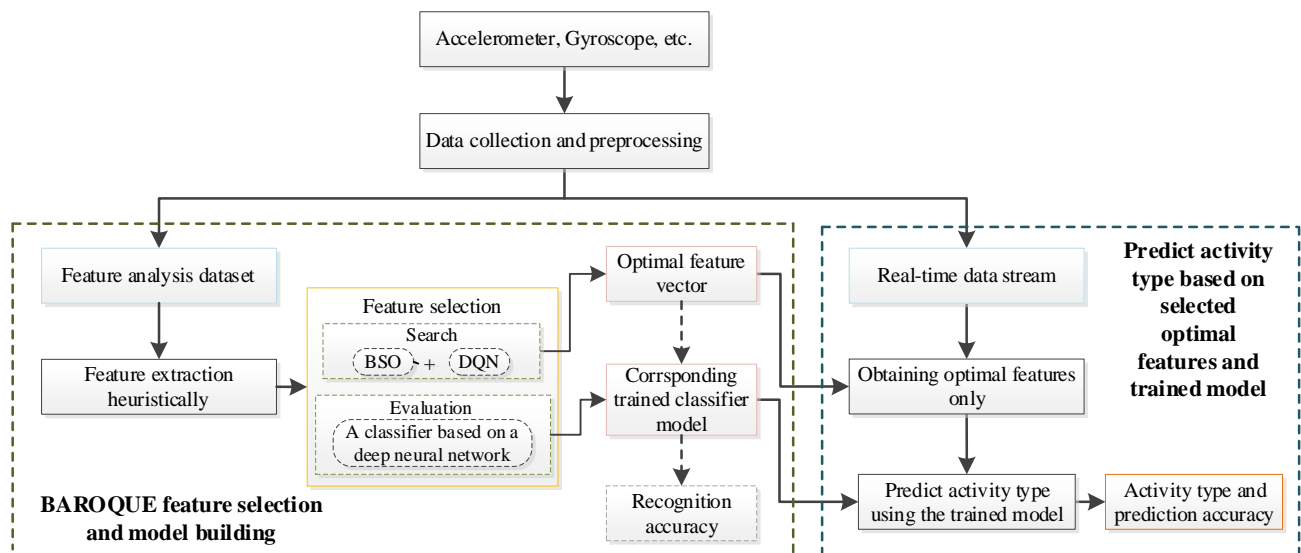 Accelerometer, Gyroscope, etc.
Data collection and preprocessing
Feature analysis dataset
Feature extraction
heuristically
Feature selection
Search
BSO + DQN
Evaluation
A classifier based on a
deep neural network
Optimal feature
vector
Corrsponding
trained classifier
model
Recognition
accuracy
BAROQUE feature selection
and model building
Real-time data stream
Obtaining optimal features
only
Predict activity type
using the trained model
Activity type and
prediction accuracy
Predict activity
type based on
selected
optimal
features and
trained model